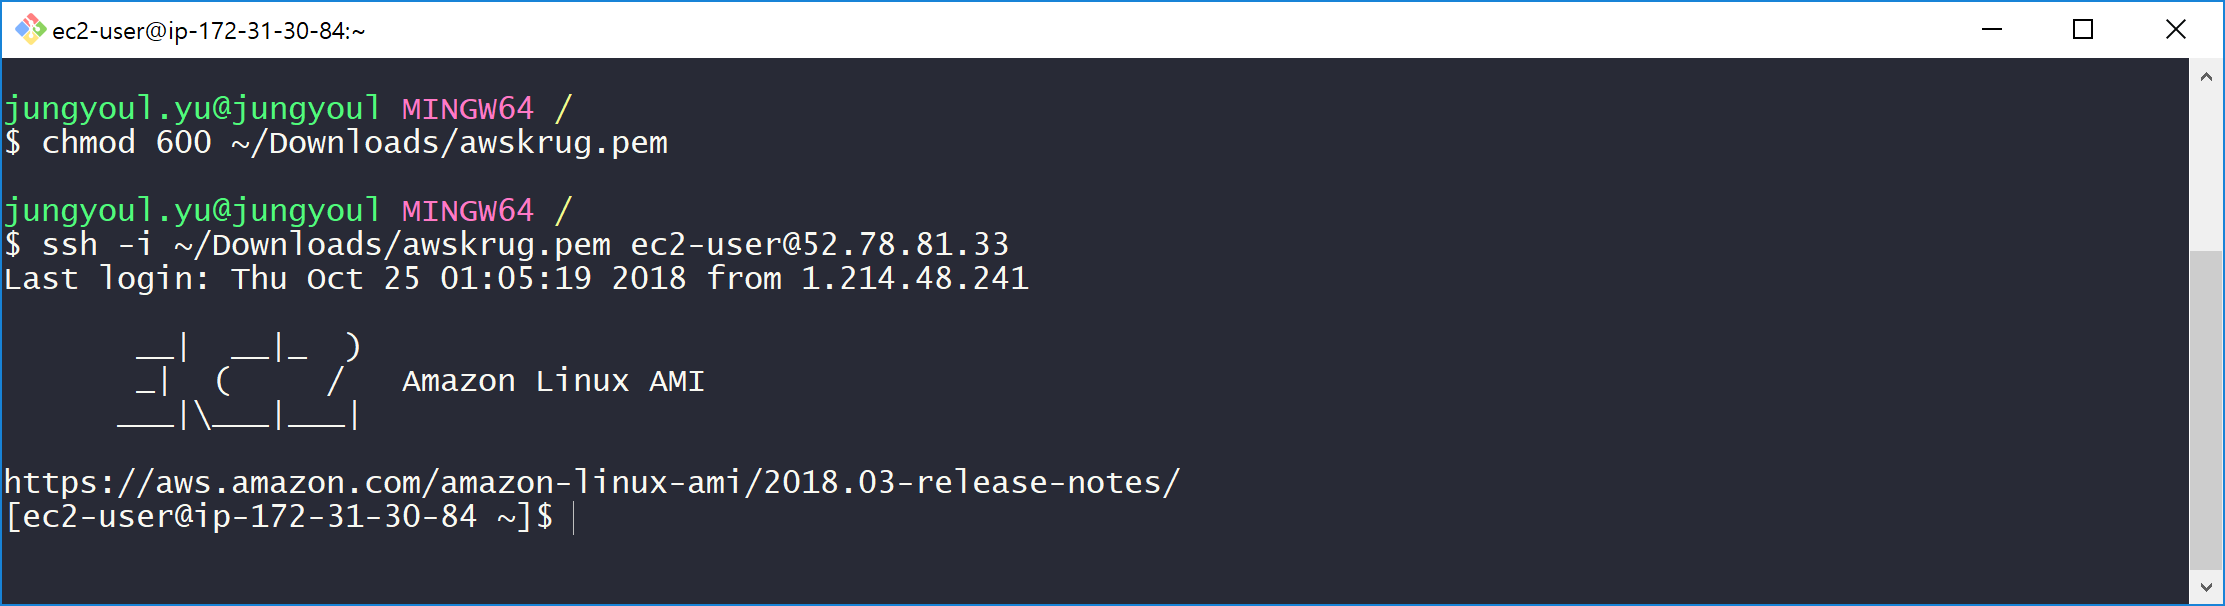 ec2-user@ip-172-31-30-84:~
jungyoul.yu@jungyoul MINGW64 /
$ chmod 600 ~/Downloads/awskrug.pem
jungyoul.yu@jungyoul MINGW64 /
$ ssh -i ~/Downloads/awskrug.pem ec2-user@52.78.81.33
Last login: Thu Oct 25 01:05:19 2018 from 1.214.48.241
       __|  __|_  )
       _|  (     /   Amazon Linux AMI
      ___|\___|___|
https://aws.amazon.com/amazon-linux-ami/2018.03-release-notes/
[ec2-user@ip-172-31-30-84 ~]$